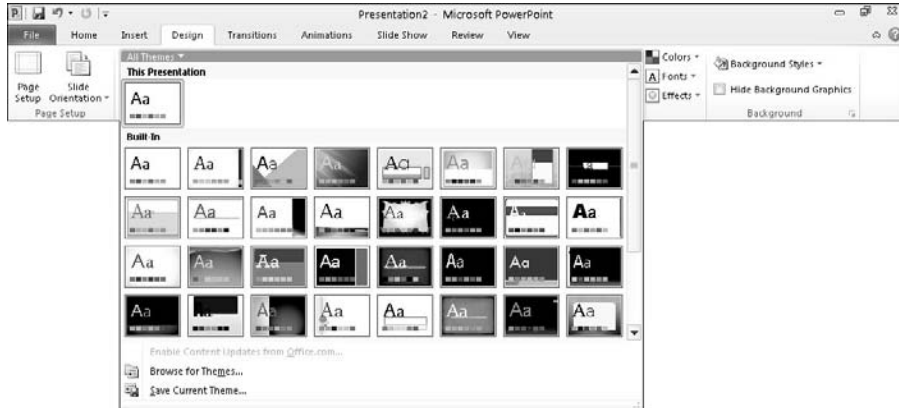 Presentation2 - Microsoft PowerPoint
File Home Insert Design Transitions Animations Slide Show Review View
All Themes
This Presentation
Aa
Built-In
Aa Aa Aa Aa Aa Aa Aa
Aa Aa Aa Aa Aa Aa Aa Aa
Aa Aa Aa Aa Aa Aa Aa Aa
Aa Aa Aa Aa Aa Aa Aa
Enable Content Updates from Office.com...
Browse for Themes...
Save Current Theme...
Page Setup
Slide Orientation
Page Setup
Colors
Fonts
Effects
Background Styles
Hide Background Graphics
Background